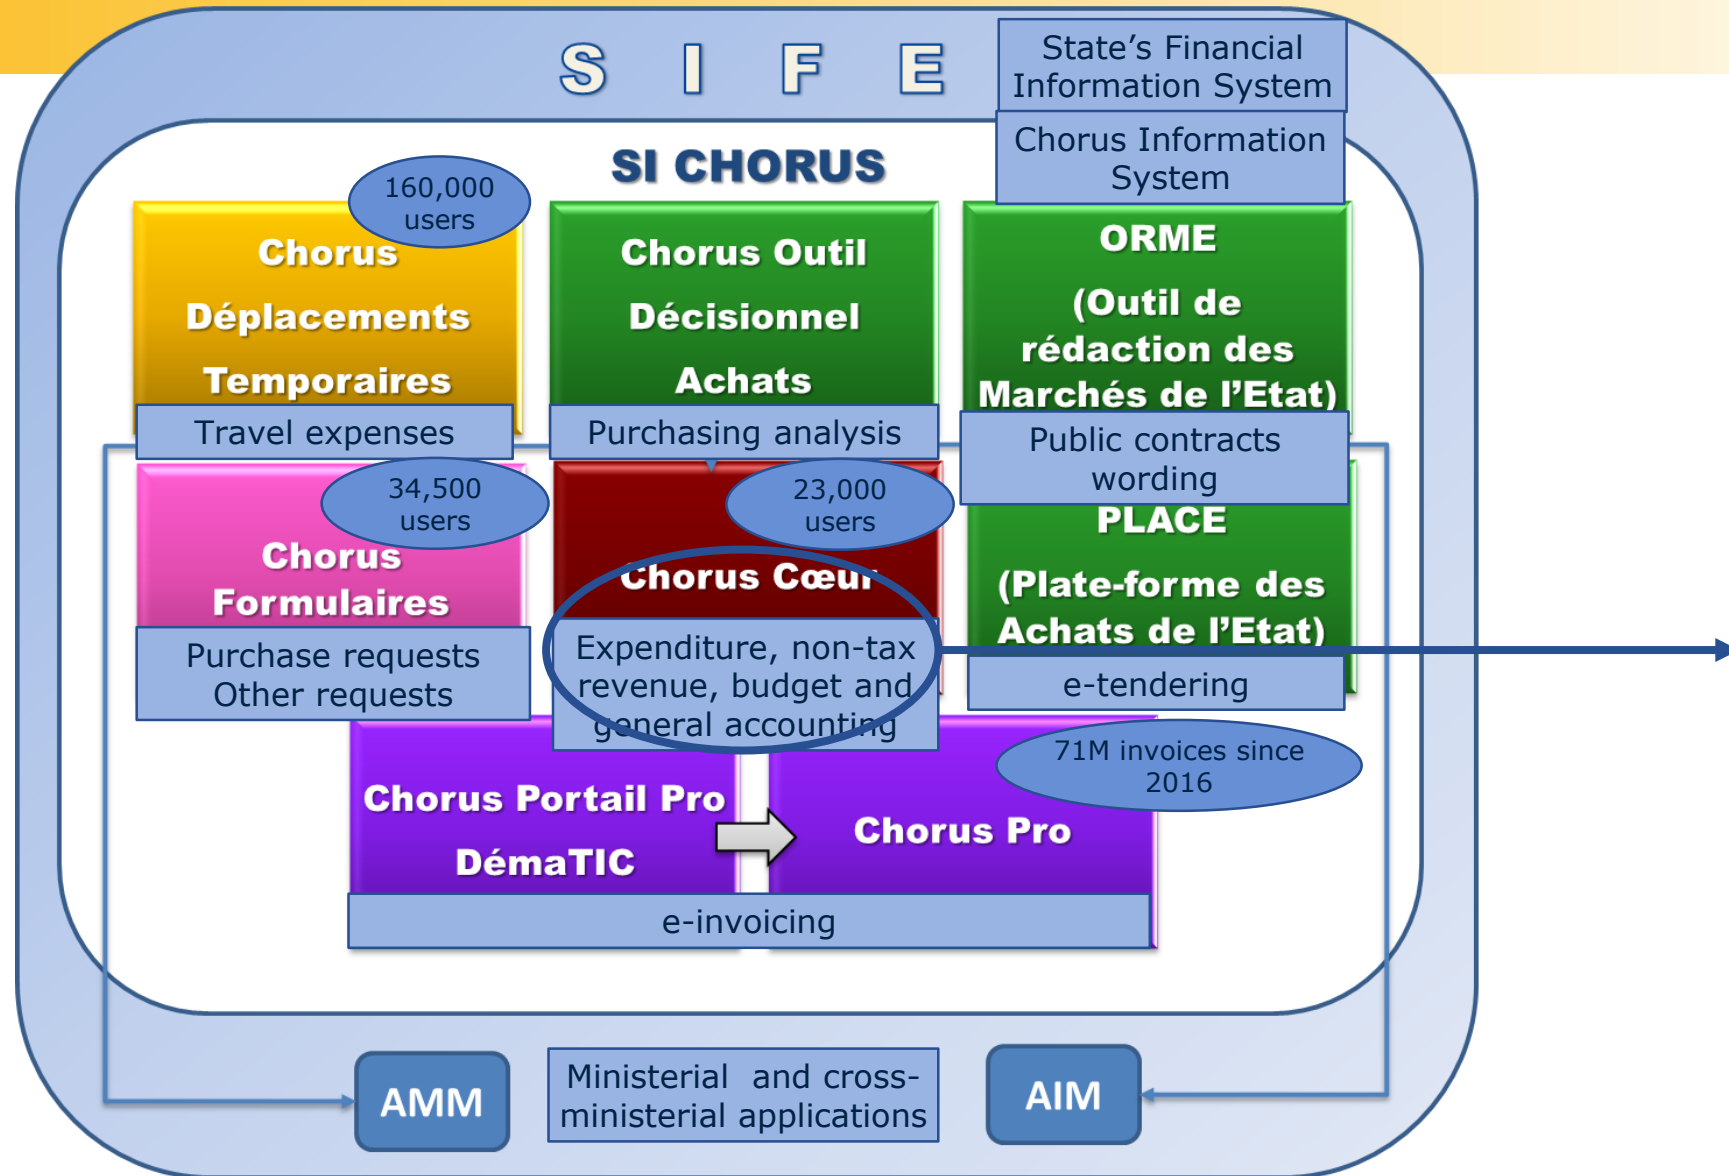 S I F E
State’s Financial
Information System
Chorus Information
System
SI CHORUS
160,000
users
Chorus
Déplacements
Temporaires
Travel expenses
Chorus Outil
Décisionnel
Achats
Purchasing analysis
ORME
(Outil de
rédaction des
Marchés de l’Etat)
Public contracts
wording
34,500
users
Chorus
Formulaires
Purchase requests
Other requests
23,000
users
Chorus Cœur
Expenditure, non-tax
revenue, budget and
general accounting
PLACE
(Plate-forme des
Achats de l’Etat)
e-tendering
Chorus Portail Pro
DémaTIC
71M invoices since
2016
Chorus Pro
e-invoicing
AMM
Ministerial and cross-
ministerial applications
AIM